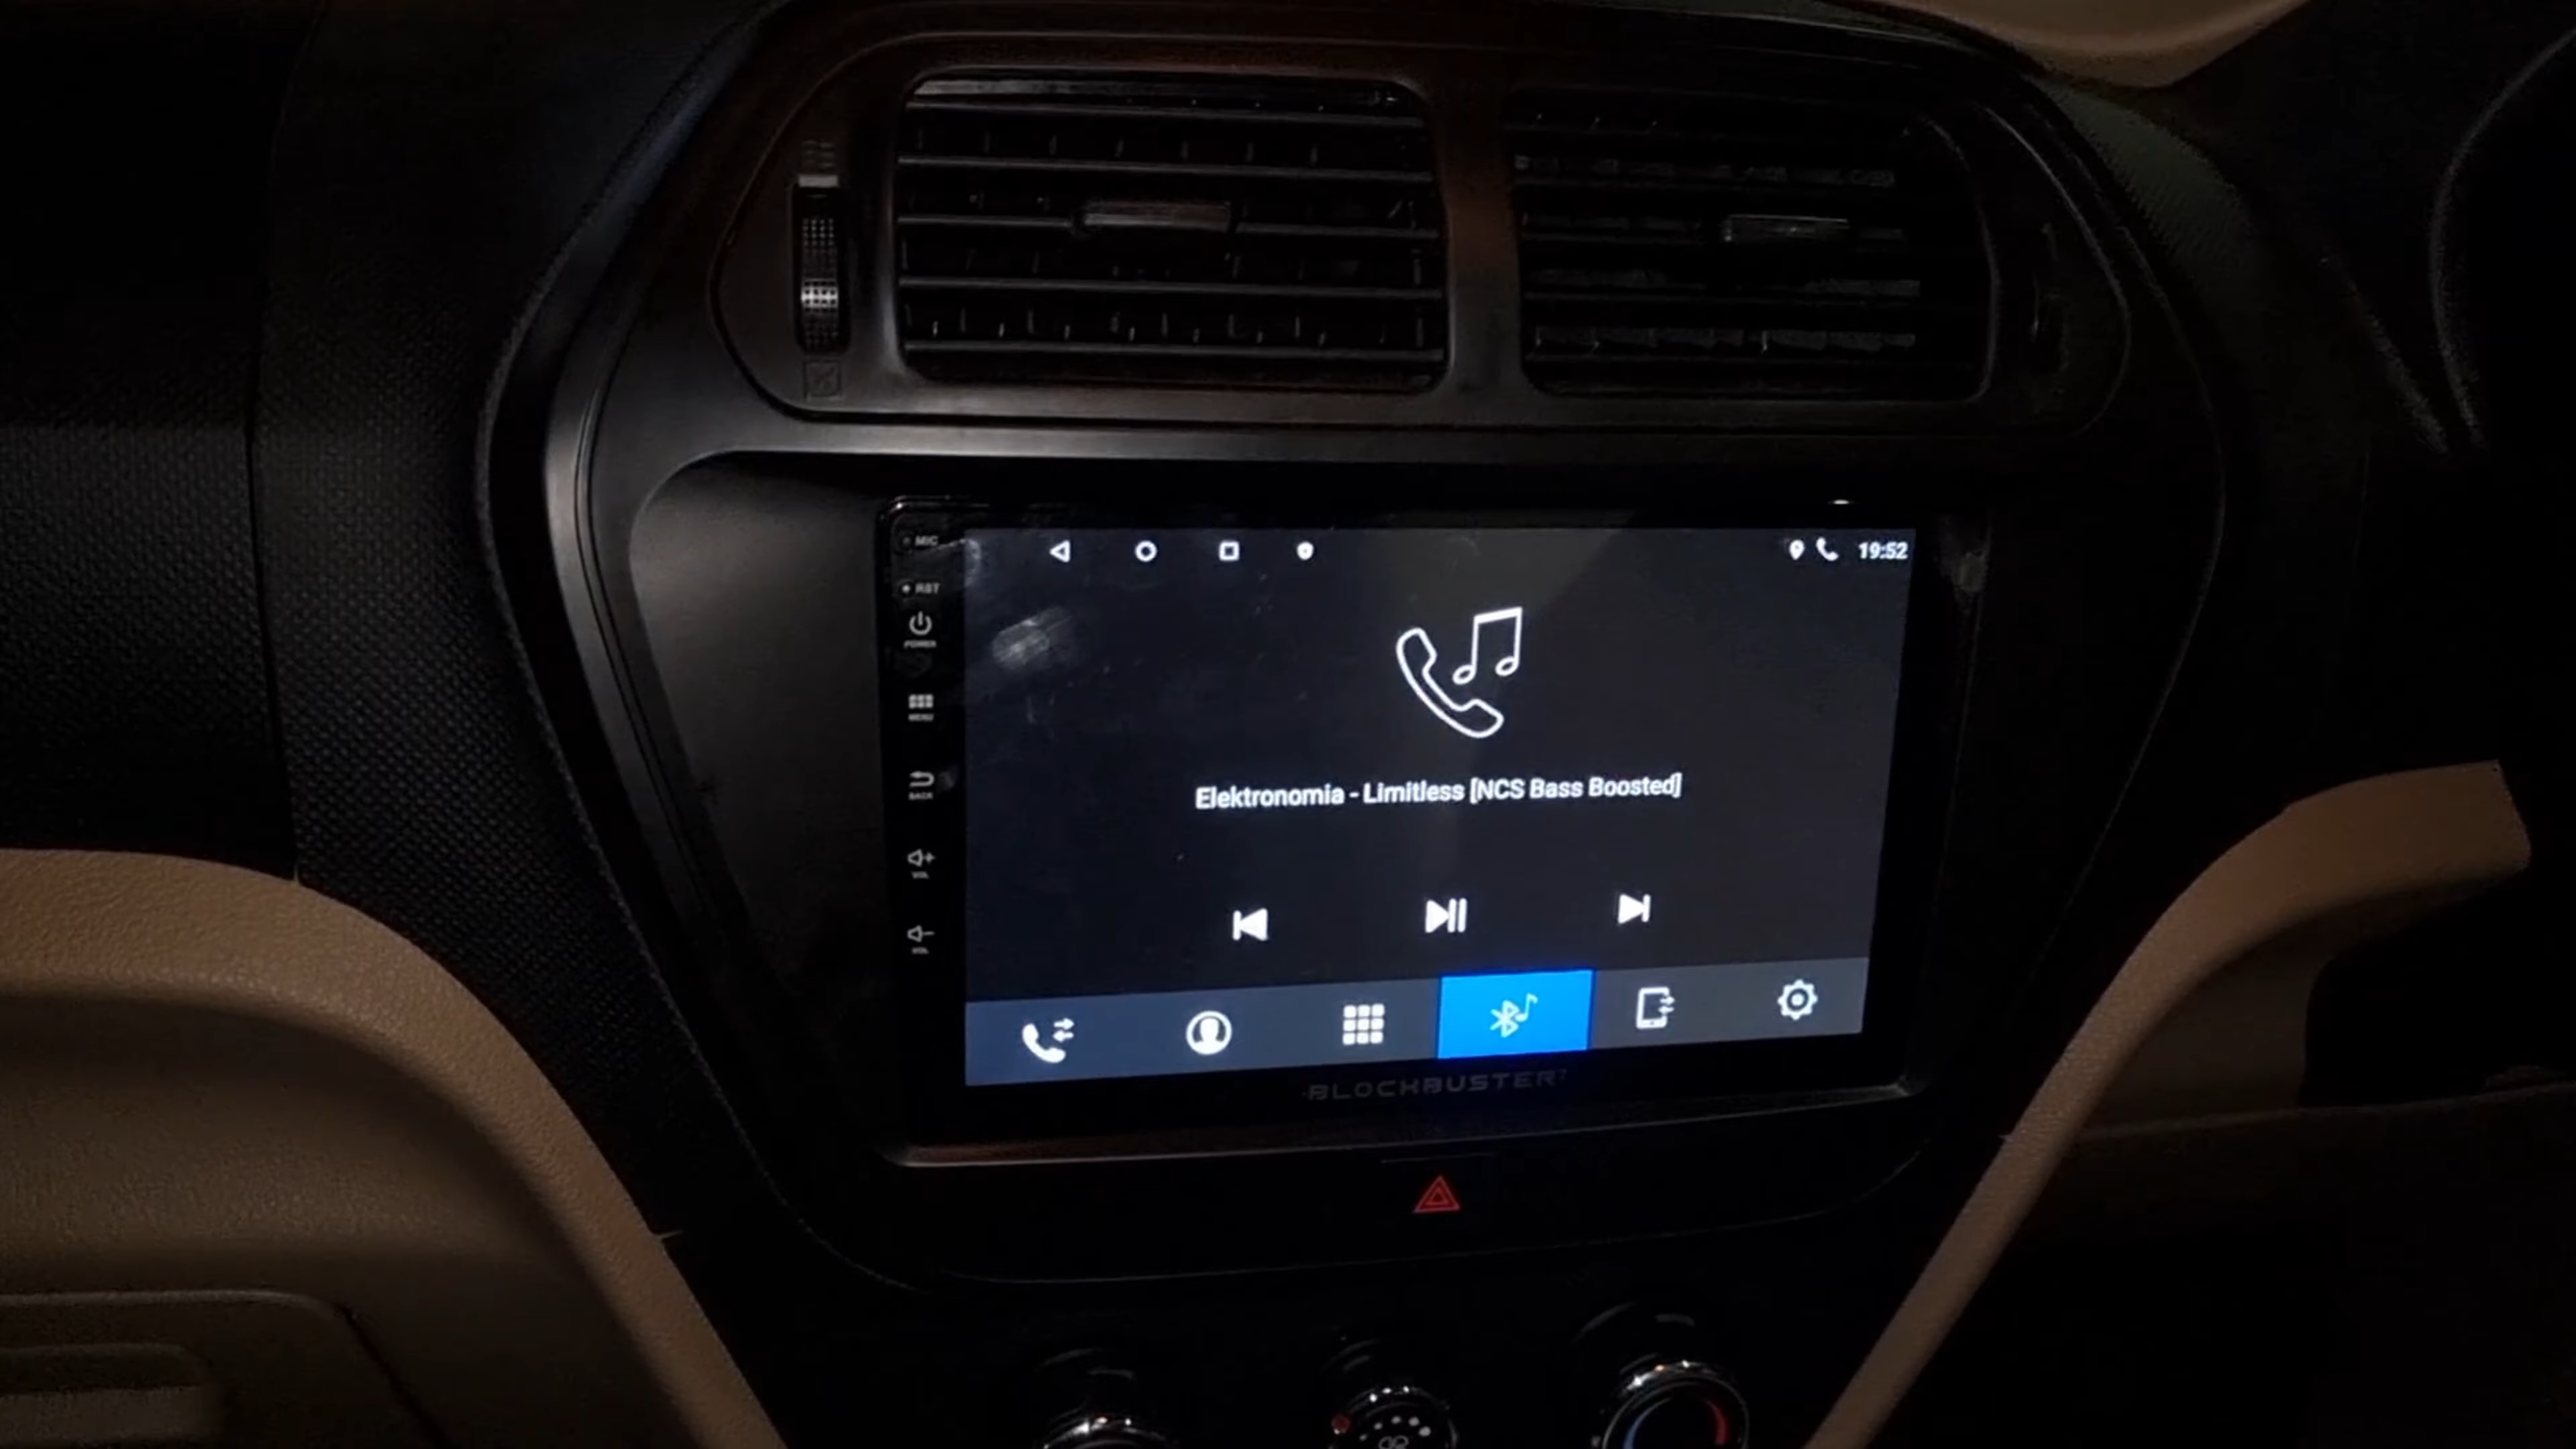 MIC
19:52
RST
POWER
MENU
Elektronomia - Limitless [NCS Bass Boosted]
BACK
VOL
VOL
BLOCKBUSTER